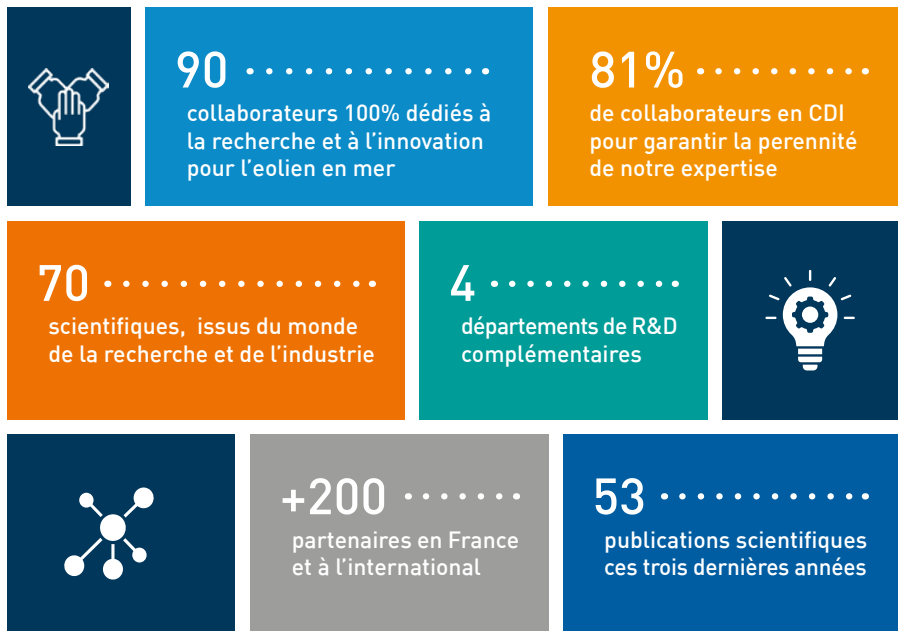 90
collaborateurs 100% dédiés à
la recherche et à l’innovation
pour l’eolien en mer
81%
de collaborateurs en CDI
pour garantir la perennité
de notre expertise
70
scientifiques, issus du monde
de la recherche et de l’industrie
4
départements de R&D
complémentaires
+200
partenaires en France
et à l’international
53
publications scientifiques
ces trois dernières années